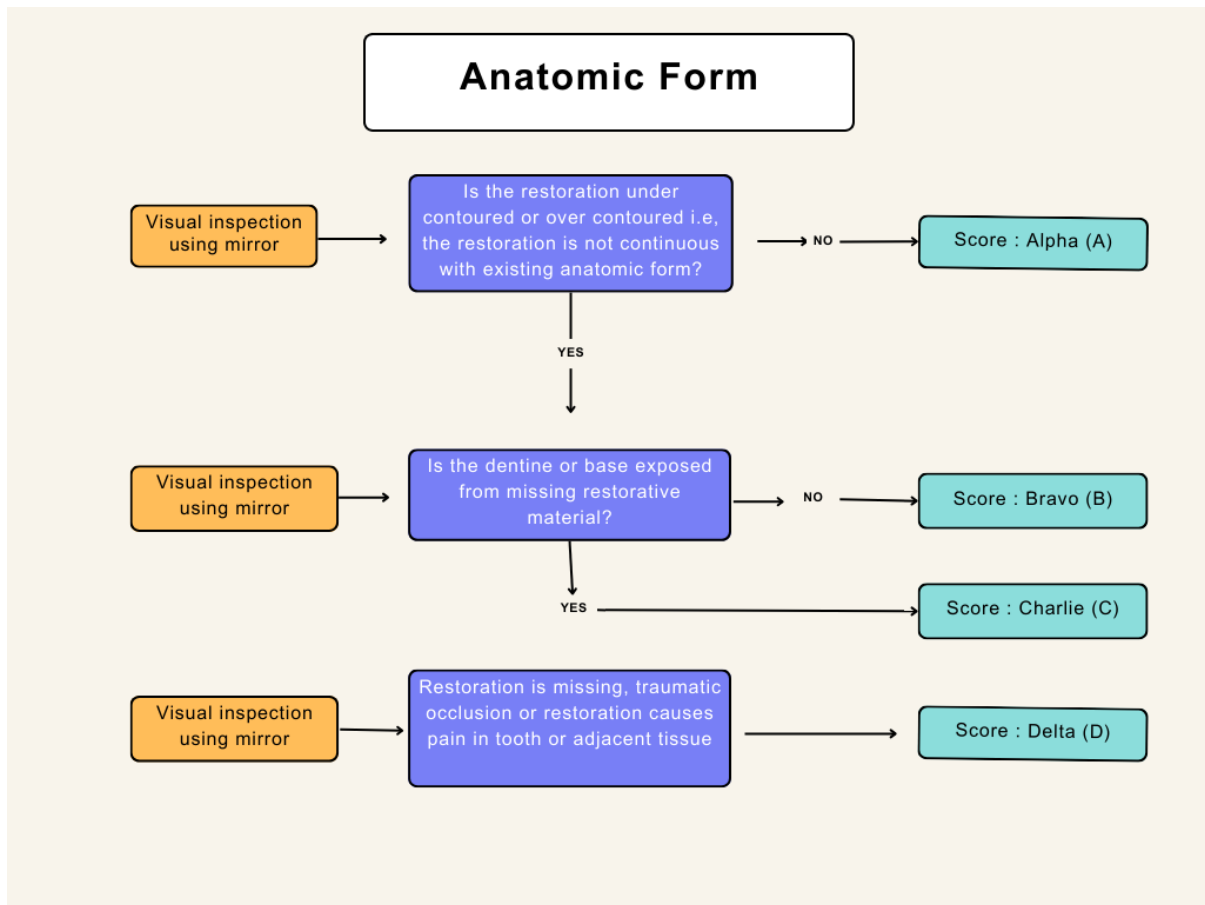 Anatomic Form
Visual inspection
using mirror
Is the restoration under
contoured or over contoured i.e,
the restoration is not continuous
with existing anatomic form?
NO
Score : Alpha (A)
YES
Visual inspection
using mirror
Is the dentine or base exposed
from missing restorative
material?
NO
Score : Bravo (B)
YES
Score : Charlie (C)
Visual inspection
using mirror
Restoration is missing, traumatic
occlusion or restoration causes
pain in tooth or adjacent tissue
Score : Delta (D)